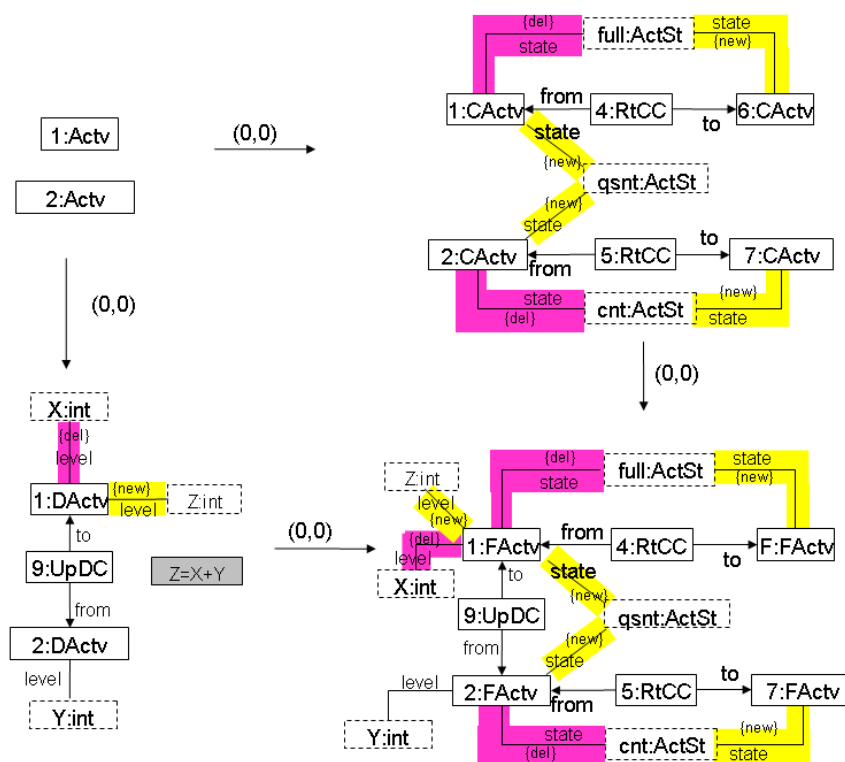 {del}
state
full:ActSt
state
{new}
1:CActv
from
4:RtCC
to
6:CActv
state
{new}
qsnt:ActSt
{new}
state
2:CActv
from
5:RtCC
to
7:CActv
state
{del}
cnt:ActSt
{new}
state
1:Actv
2:Actv
(0,0)
(0,0)
(0,0)
X:int
{del}
level
1:DActv
{new}
level
Z:int
to
9:UpDC
from
2:DActv
level
Y:int
Z=X+Y
(0,0)
Z:int
level
{new}
{del}
level
X:int
{del}
state
full:ActSt
state
{new}
1:FActv
from
4:RtCC
to
F:FActv
to
9:UpDC
from
state
{new}
qsnt:ActSt
{new}
state
level
Y:int
2:FActv
from
5:RtCC
to
7:FActv
state
{del}
cnt:ActSt
{new}
state